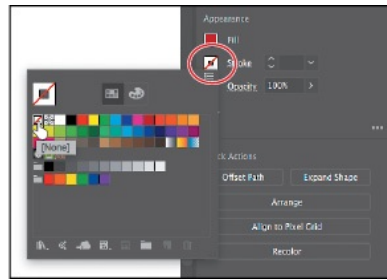 Appearance
Fill
Stroke
Opacity 100%
[None]
ck Actions
Offset Path Expand Shape
Arrange
Align to Pixel Grid
Recolor